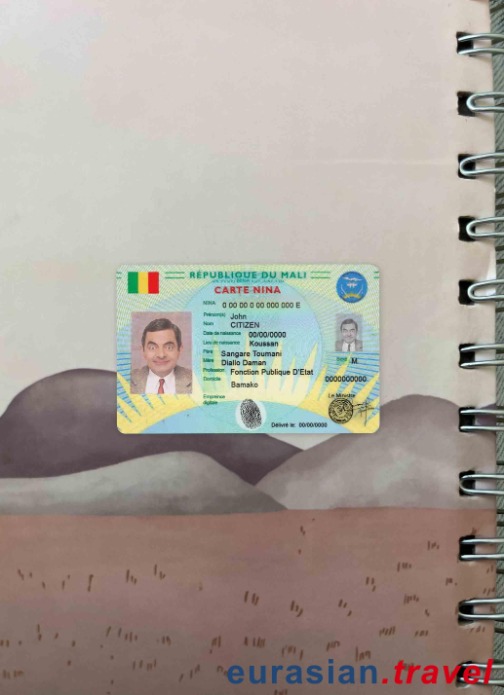 RÉPUBLIQUE DU MALI
CARTE NINA
NINA 0 00 00 0 00 000 000 E
Prénom(s) John
Nom CITIZEN
Date de naissance 00/00/0000
Lieu de naissance Koussan
Père Sangare Toumani
Mère Diallo Daman
Sexe M
Profession Fonction Publique D'Etat
Domicile 0000000000
Bamako
Le Ministre
Empreinte
digitale
Délivré le: 00/00/0000
eurasian.travel